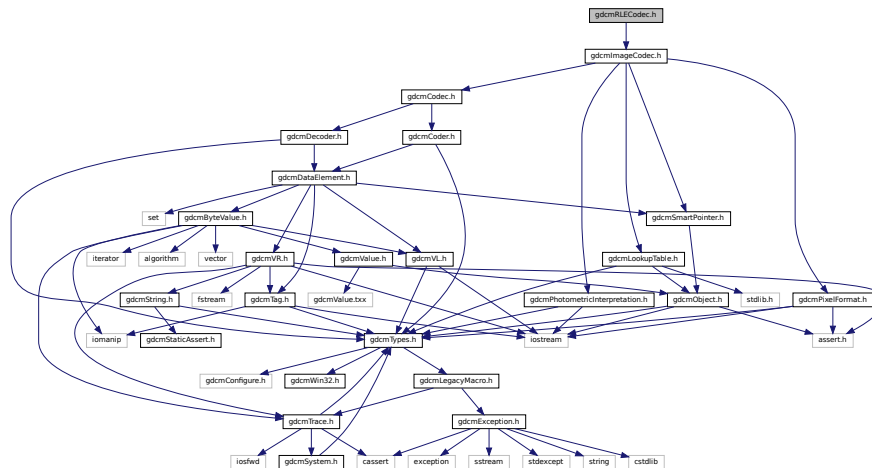 gdcmRLECodec.h
gdcmImageCodec.h
gdcmCodec.h
gdcmDecoder.h
gdcmCoder.h
gdcmDataElement.h
set
gdcmByteValue.h
gdcmSmartPointer.h
iterator
algorithm
vector
gdcmVR.h
gdcmValue.h
gdcmVL.h
gdcmLookupTable.h
gdcmString.h
fstream
gdcmTag.h
gdcmValue.txx
gdcmPhotometricInterpretation.h
gdcmObject.h
stdlib.h
gdcmPixelFormat.h
iomanip
gdcmStaticAssert.h
gdcmTypes.h
iostream
assert.h
gdcmConfigure.h
gdcmWin32.h
gdcmLegacyMacro.h
gdcmTrace.h
gdcmException.h
iosfwd
gdcmSystem.h
cassert
exception
sstream
stdexcept
string
cstdlib